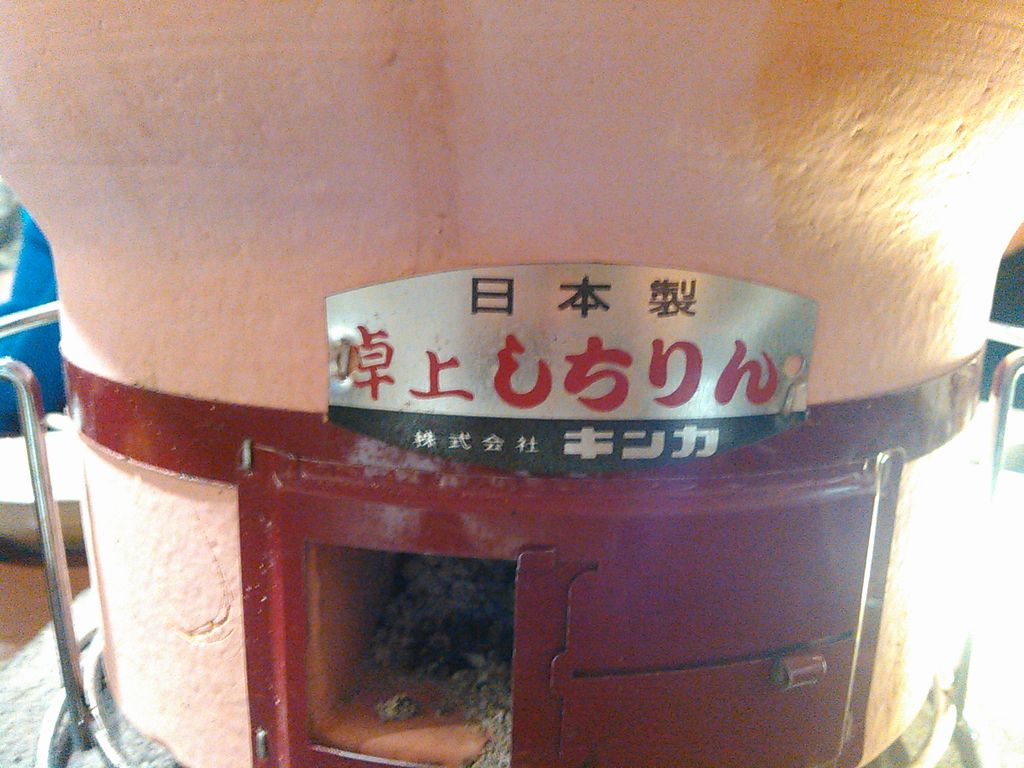 日本製
卓上しちりん
株式会社 キンカ